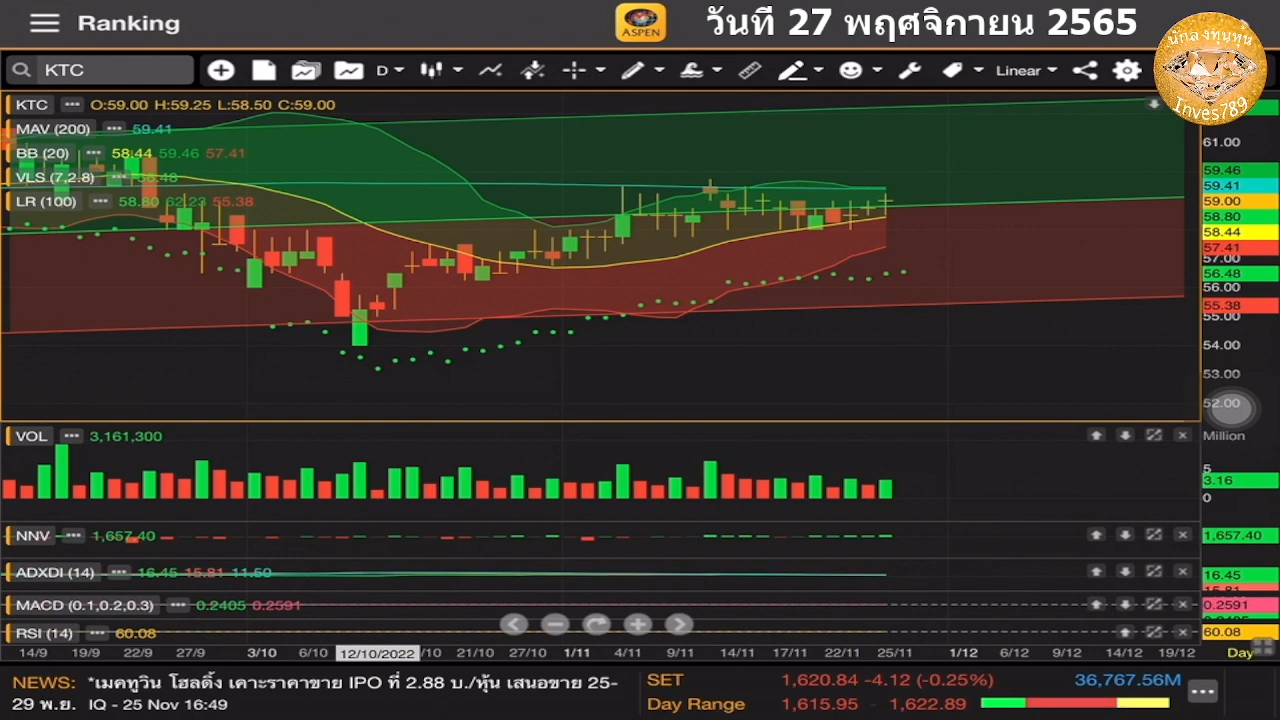 Ranking
ASPEN
วันที่ 27 พฤศจิกายน 2565
นักลงทุนหุ้น
Inves789
KTC
D
Linear
KTC ••• O:59.00 H:59.25 L:58.50 C:59.00
MAV (200) ••• 59.41
BB (20) ••• 58.44 59.46 57.41
VLS (7,2.8) ••• 56.48
LR (100) ••• 58.80 62.23 55.38
61.00
59.46
59.41
59.00
58.80
58.44
57.41
57.00
56.48
56.00
55.38
55.00
54.00
53.00
52.00
VOL ••• 3,161,300
Million
5
3.16
0
NNV ••• 1,657.40
1,657.40
ADXDI (14) ••• 16.45 15.81 11.50
16.45
15.81
MACD (0.1,0.2,0.3) ••• 0.2405 0.2591
0.2591
0.2405
RSI (14) ••• 60.08
60.08
14/9 19/9 22/9 27/9 3/10 6/10 12/10/2022 /10 21/10 27/10 1/11 4/11 9/11 14/11 17/11 22/11 25/11 1/12 6/12 9/12 14/12 19/12 Day
NEWS: *เมคทูวิน โฮลดิ้ง เคาะราคาขาย IPO ที่ 2.88 บ./หุ้น เสนอขาย 25-
29 พ.ย. IQ - 25 Nov 16:49
SET 1,620.84 -4.12 (-0.25%) 36,767.56M
Day Range 1,615.95 - 1,622.89